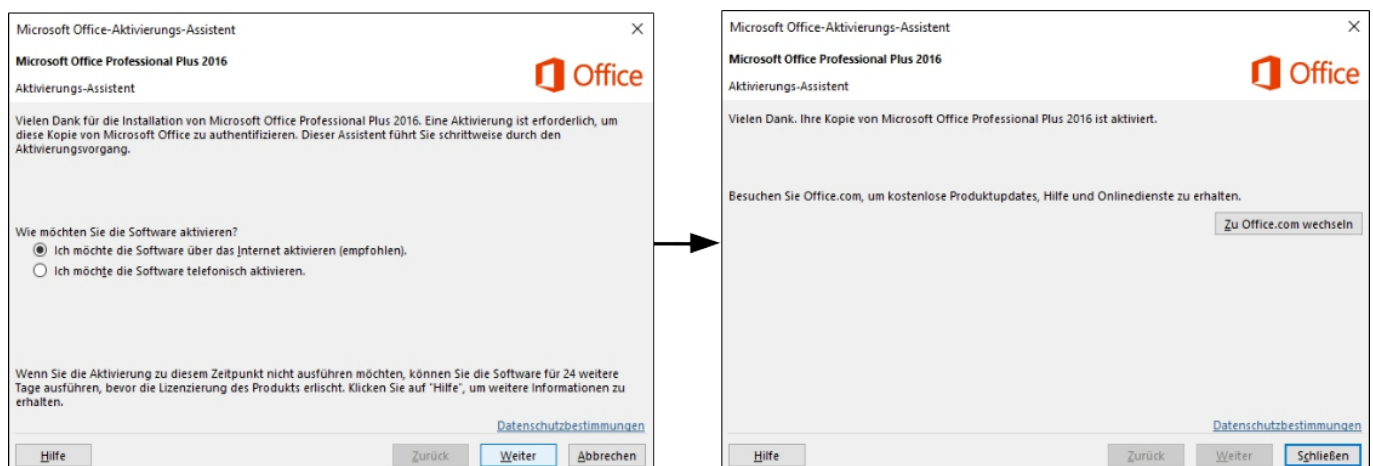 Microsoft Office-Aktivierungs-Assistent
Microsoft Office Professional Plus 2016
Aktivierungs-Assistent
Office
Vielen Dank für die Installation von Microsoft Office Professional Plus 2016. Eine Aktivierung ist erforderlich, um
diese Kopie von Microsoft Office zu authentifizieren. Dieser Assistent führt Sie schrittweise durch den
Aktivierungsvorgang.
Wie möchten Sie die Software aktivieren?
Ich möchte die Software über das Internet aktivieren (empfohlen).
Ich möchte die Software telefonisch aktivieren.
Wenn Sie die Aktivierung zu diesem Zeitpunkt nicht ausführen möchten, können Sie die Software für 24 weitere
Tage ausführen, bevor die Lizenzierung des Produkts erlischt. Klicken Sie auf "Hilfe", um weitere Informationen zu
erhalten.
Datenschutzbestimmungen
Hilfe Zurück Weiter Abbrechen
Microsoft Office-Aktivierungs-Assistent
Microsoft Office Professional Plus 2016
Aktivierungs-Assistent
Office
Vielen Dank. Ihre Kopie von Microsoft Office Professional Plus 2016 ist aktiviert.
Besuchen Sie Office.com, um kostenlose Produktupdates, Hilfe und Onlinedienste zu erhalten.
Zu Office.com wechseln
Datenschutzbestimmungen
Hilfe Zurück Weiter Schließen